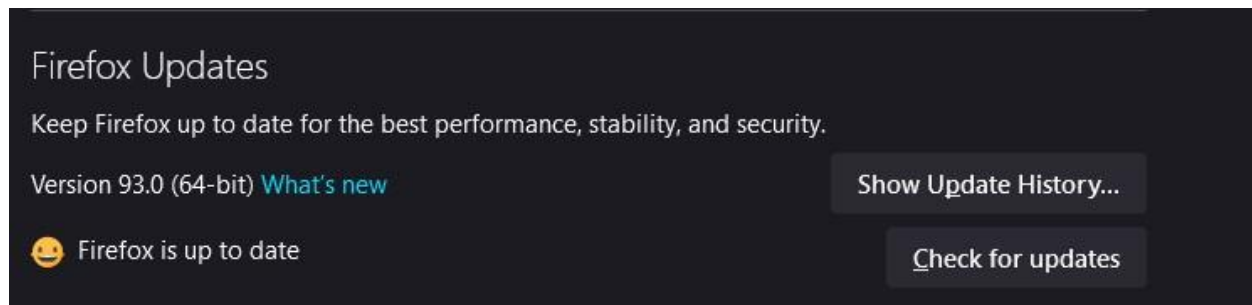 Firefox Updates
Keep Firefox up to date for the best performance, stability, and security.
Version 93.0 (64-bit) What's new
Show Update History...
Firefox is up to date
Check for updates